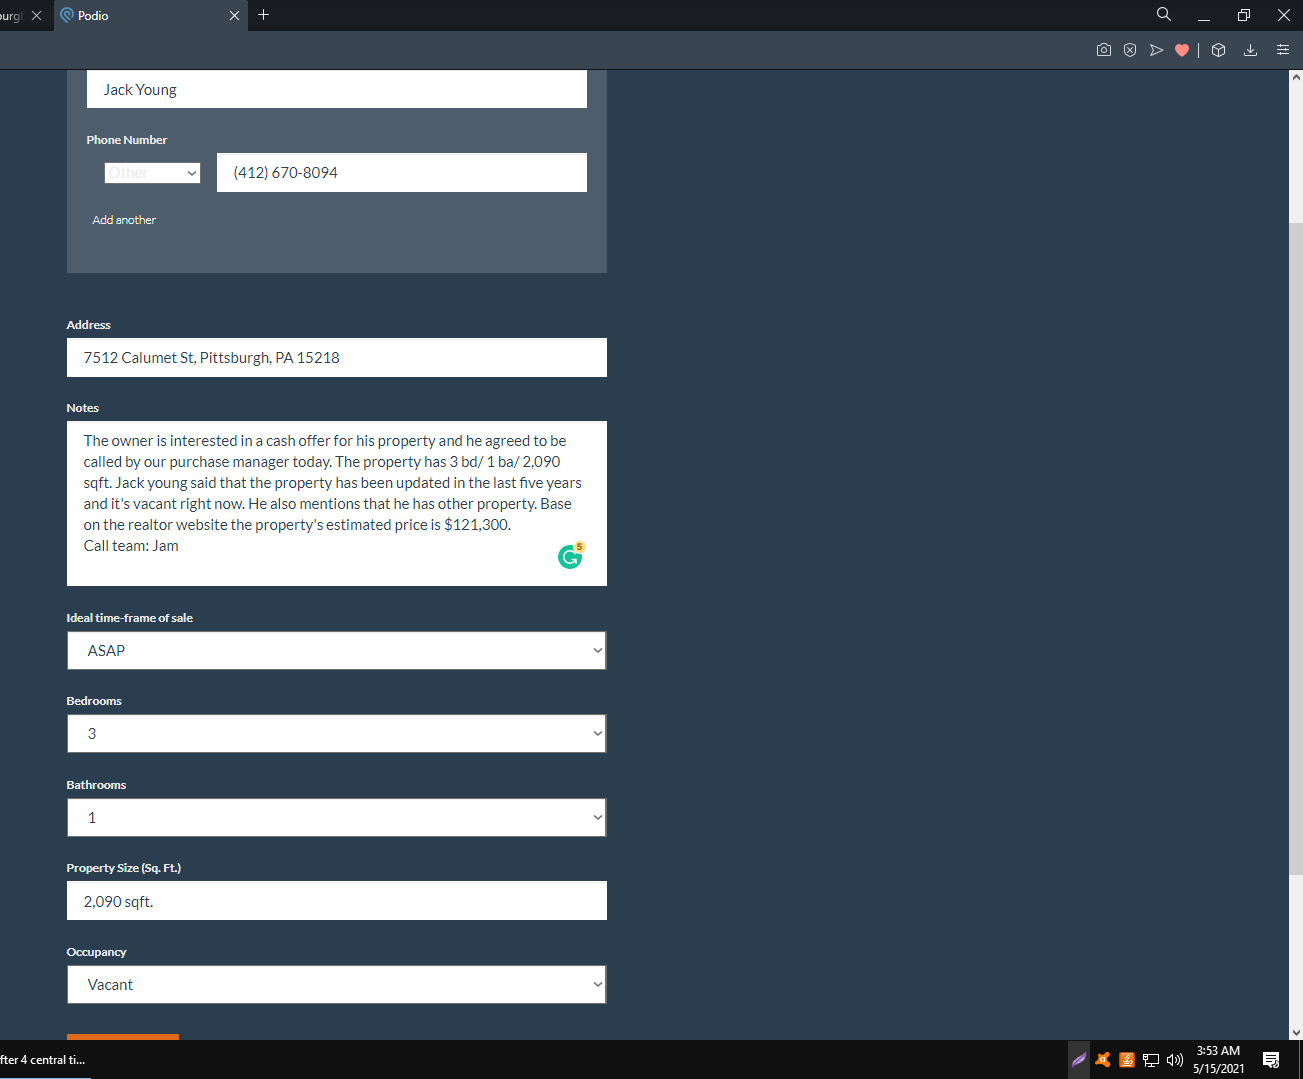 Podio
Jack Young
Phone Number
Other
(412) 670-8094
Add another
Address
7512 Calumet St, Pittsburgh, PA 15218
Notes
The owner is interested in a cash offer for his property and he agreed to be
called by our purchase manager today. The property has 3 bd/ 1 ba/ 2,090
sqft. Jack young said that the property has been updated in the last five years
and it's vacant right now. He also mentions that he has other property. Base
on the realtor website the property's estimated price is $121,300.
Call team: Jam
5
Ideal time-frame of sale
ASAP
Bedrooms
3
Bathrooms
1
Property Size (Sq. Ft.)
2,090 sqft.
Occupancy
Vacant
fter 4 central ti...
3:53 AM
5/15/2021